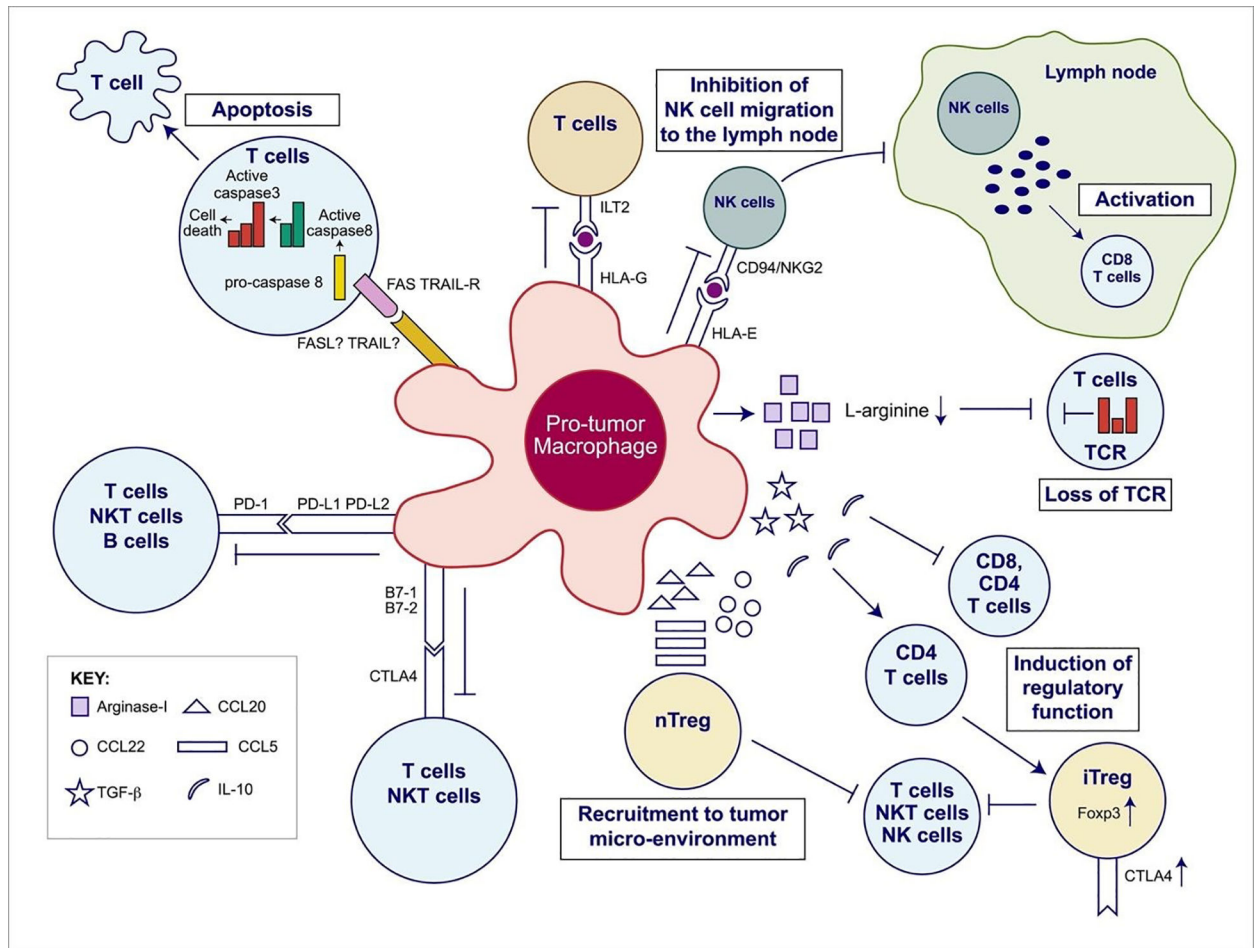 T cell
Apoptosis
T cells
Active
caspase3
Cell
death
Active
caspase8
pro-caspase 8
FAS TRAIL-R
FASL? TRAIL?
T cells
ILT2
HLA-G
Inhibition of
NK cell migration
to the lymph node
NK cells
CD94/NKG2
HLA-E
Lymph node
NK cells
Activation
CD8
T cells
Pro-tumor
Macrophage
L-arginine ↓
T cells
TCR
Loss of TCR
T cells
NKT cells
B cells
PD-1
PD-L1 PD-L2
B7-1
B7-2
CTLA4
T cells
NKT cells
CD8,
CD4
T cells
CD4
T cells
Induction of
regulatory
function
nTreg
Recruitment to tumor
micro-environment
T cells
NKT cells
NK cells
iTreg
Foxp3 ↑
CTLA4 ↑
KEY:
Arginase-I
CCL20
CCL22
CCL5
TGF-β
IL-10